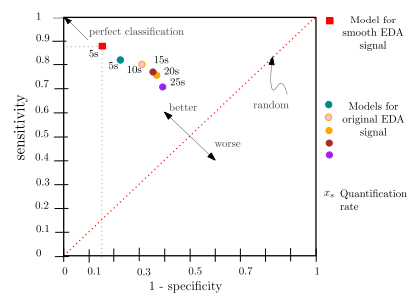 1
perfect classification
0.9
5s
0.8
5s
10s
15s
20s
25s
0.7
0.6
better
random
0.5
worse
0.4
0.3
0.2
0.1
0
sensitivity
0
0.1
0.3
0.5
0.7
1
1 - specificity
Model for
smooth EDA
signal
Models for
original EDA
signal
xs Quantification
rate